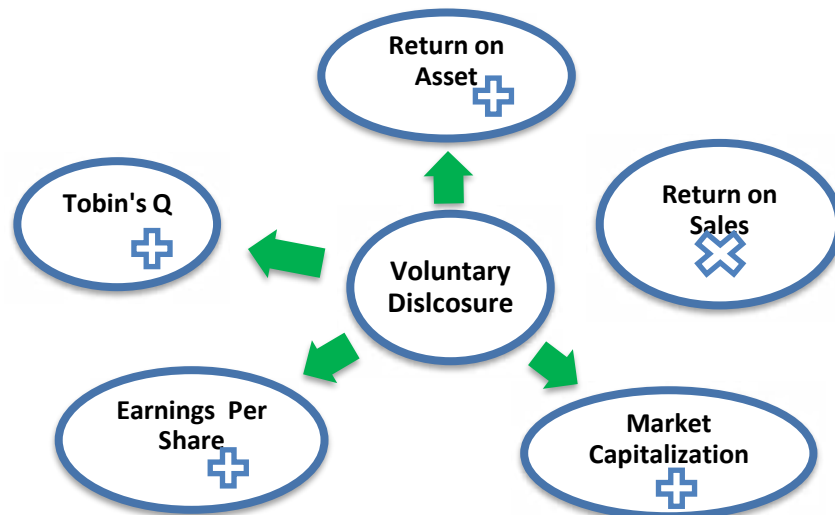 Return on
Asset
Tobin's Q
Return on
Sales
Voluntary
Dislcosure
Earnings Per
Share
Market
Capitalization